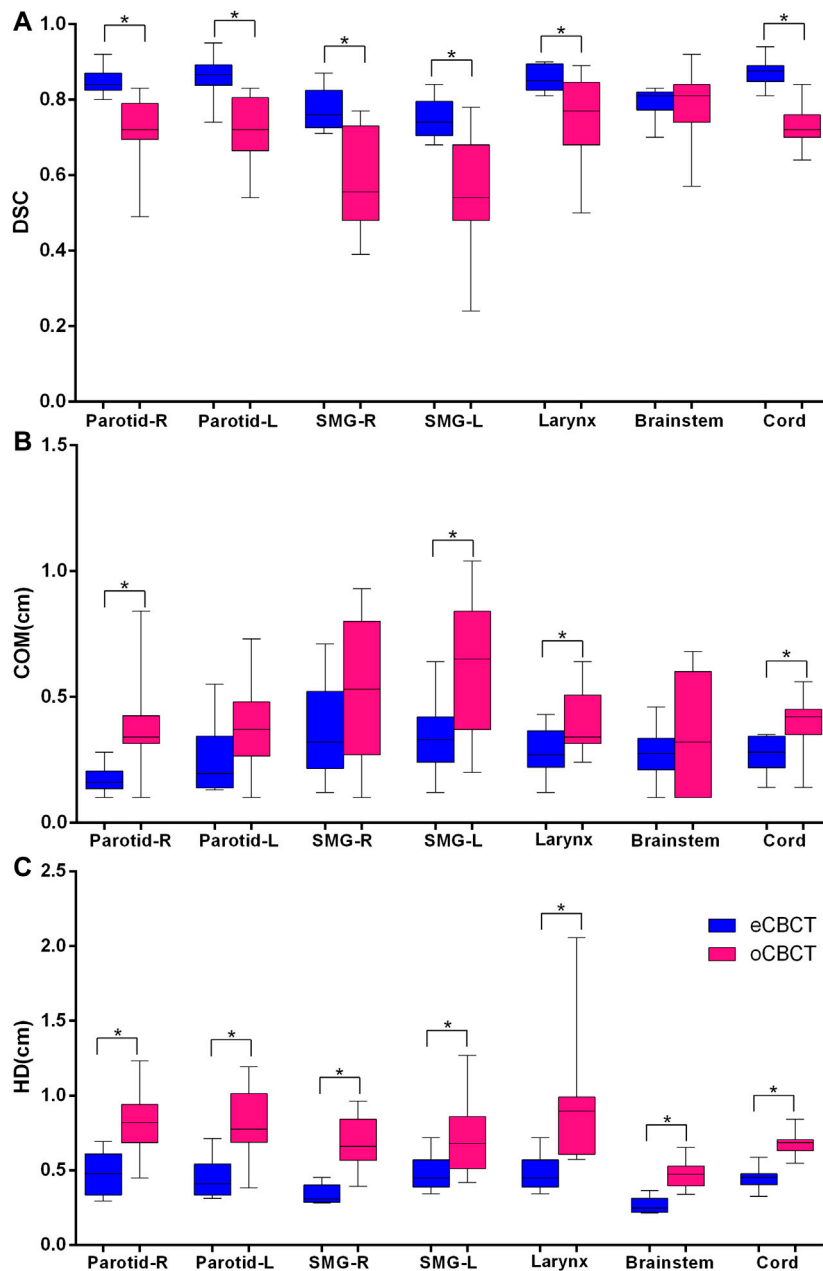 A
DSC
1.0
0.8
0.6
0.4
0.2
0.0
* * * * * *
Parotid-R Parotid-L SMG-R SMG-L Larynx Brainstem Cord
B
COM(cm)
1.5
1.0
0.5
0.0
* * * *
Parotid-R Parotid-L SMG-R SMG-L Larynx Brainstem Cord
C
HD(cm)
2.5
2.0
1.5
1.0
0.5
0.0
* * * * * * *
eCBCT
oCBCT
Parotid-R Parotid-L SMG-R SMG-L Larynx Brainstem Cord